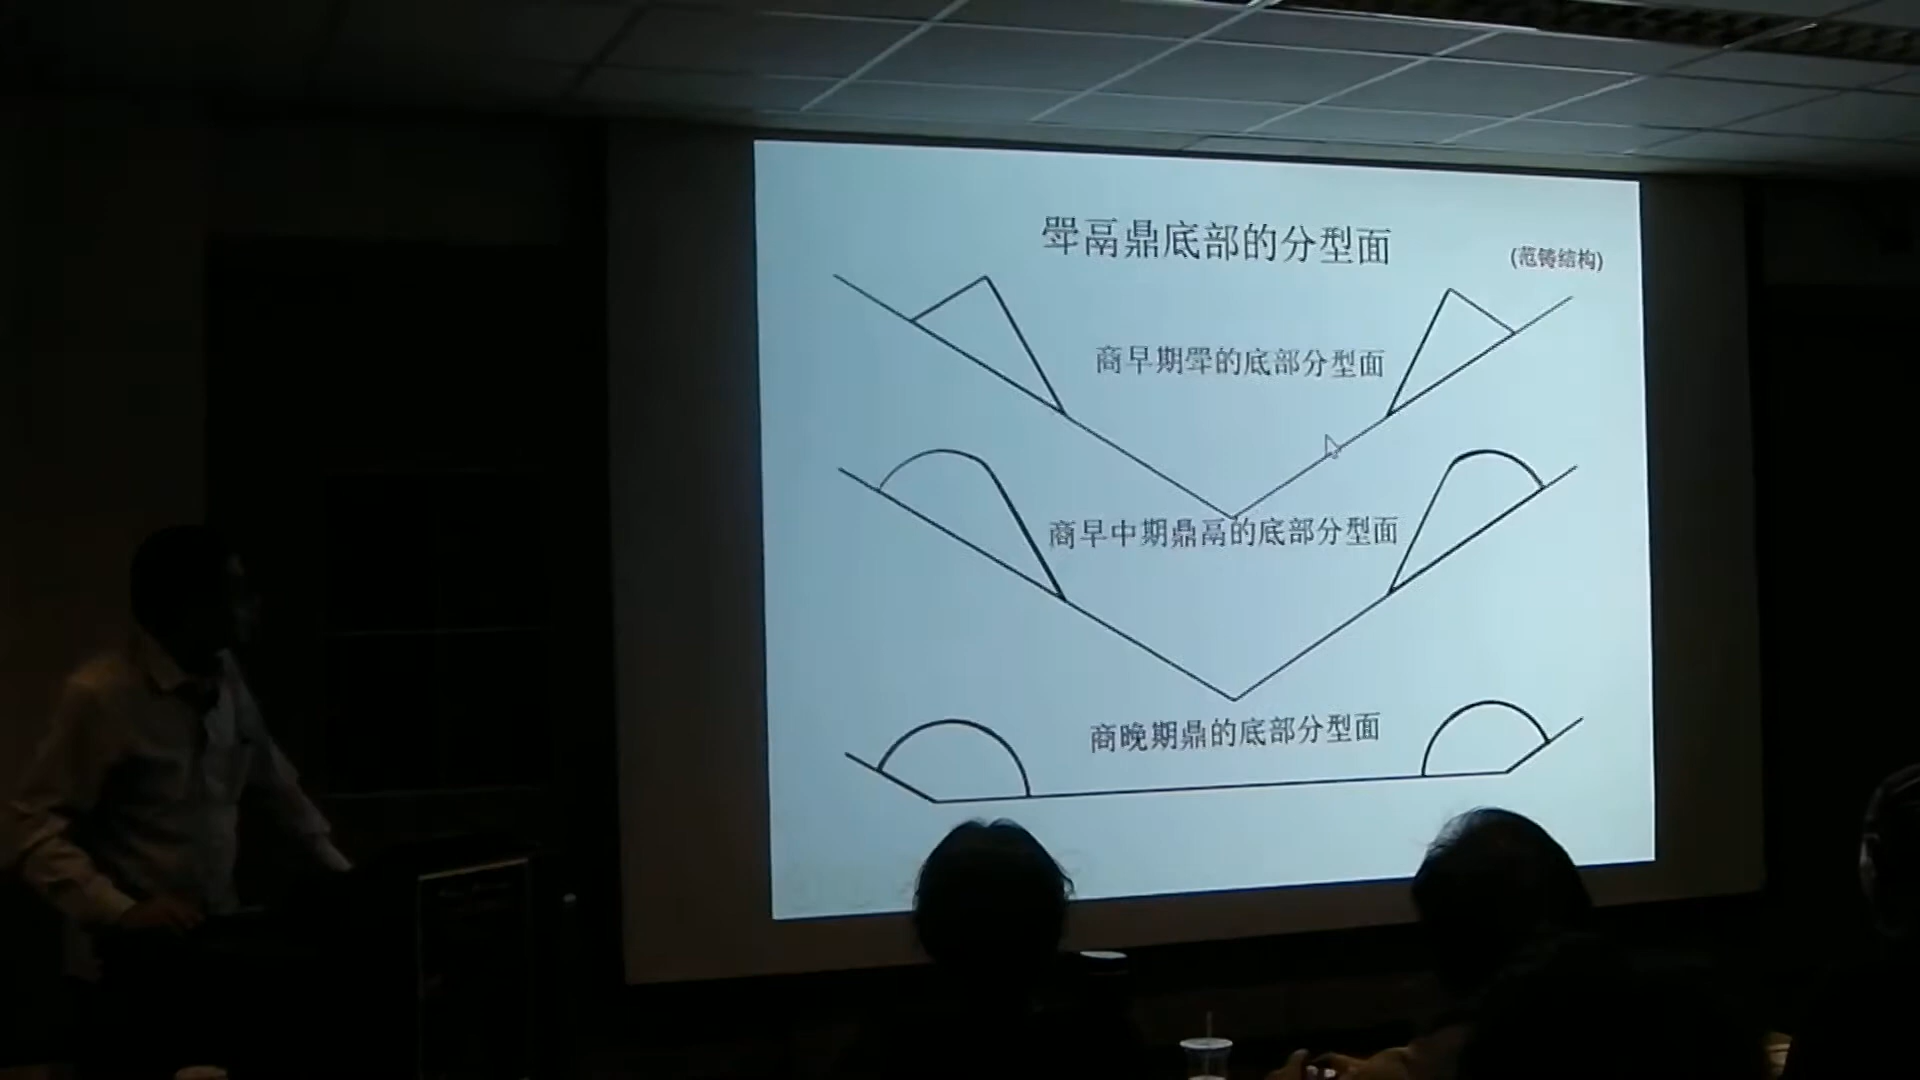 斝鬲鼎底部的分型面
(范铸结构)
商早期斝的底部分型面
商早中期鼎鬲的底部分型面
商晚期鼎的底部分型面